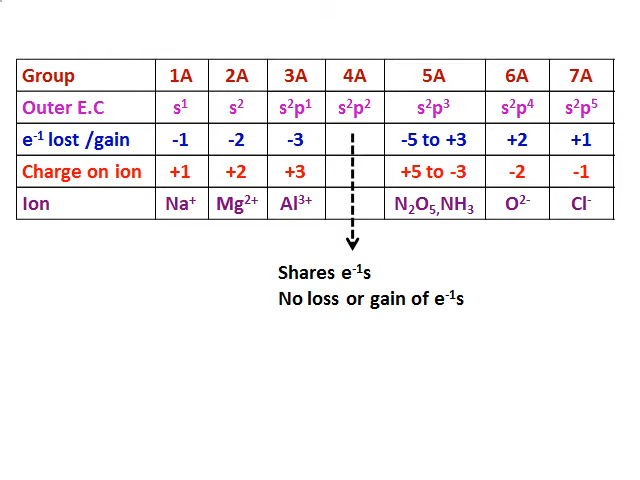 Group 1A 2A 3A 4A 5A 6A 7A
Outer E.C s¹ s² s²p¹ s²p² s²p³ s²p⁴ s²p⁵
e⁻¹ lost /gain -1 -2 -3 -5 to +3 +2 +1
Charge on ion +1 +2 +3 +5 to -3 -2 -1
Ion Na⁺ Mg²⁺ Al³⁺ N₂O₅,NH₃ O²⁻ Cl⁻
Shares e⁻¹s
No loss or gain of e⁻¹s